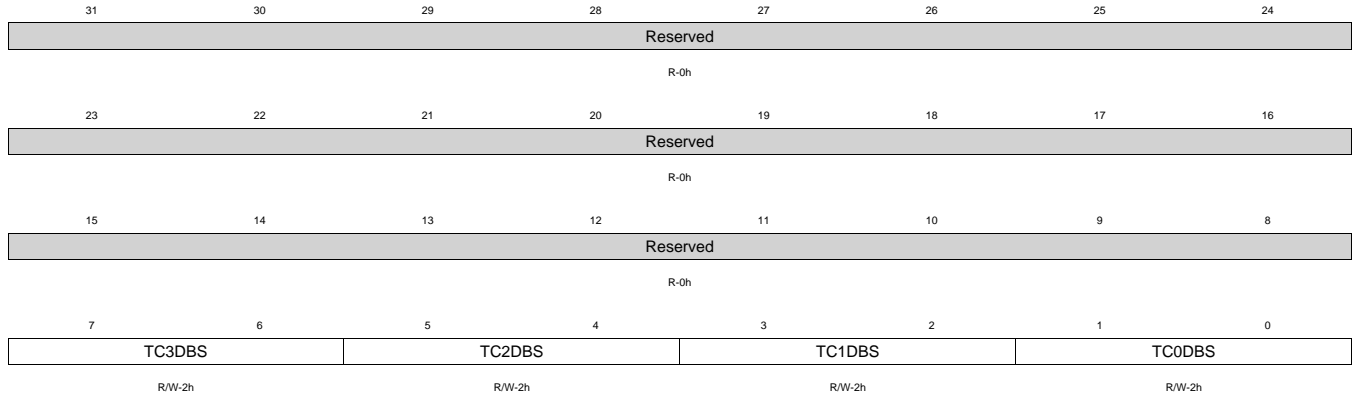 31 30 29 28 27 26 25 24
Reserved
R-0h
23 22 21 20 19 18 17 16
Reserved
R-0h
15 14 13 12 11 10 9 8
Reserved
R-0h
7 6 5 4 3 2 1 0
TC3DBS TC2DBS TC1DBS TC0DBS
R/W-2h R/W-2h R/W-2h R/W-2h